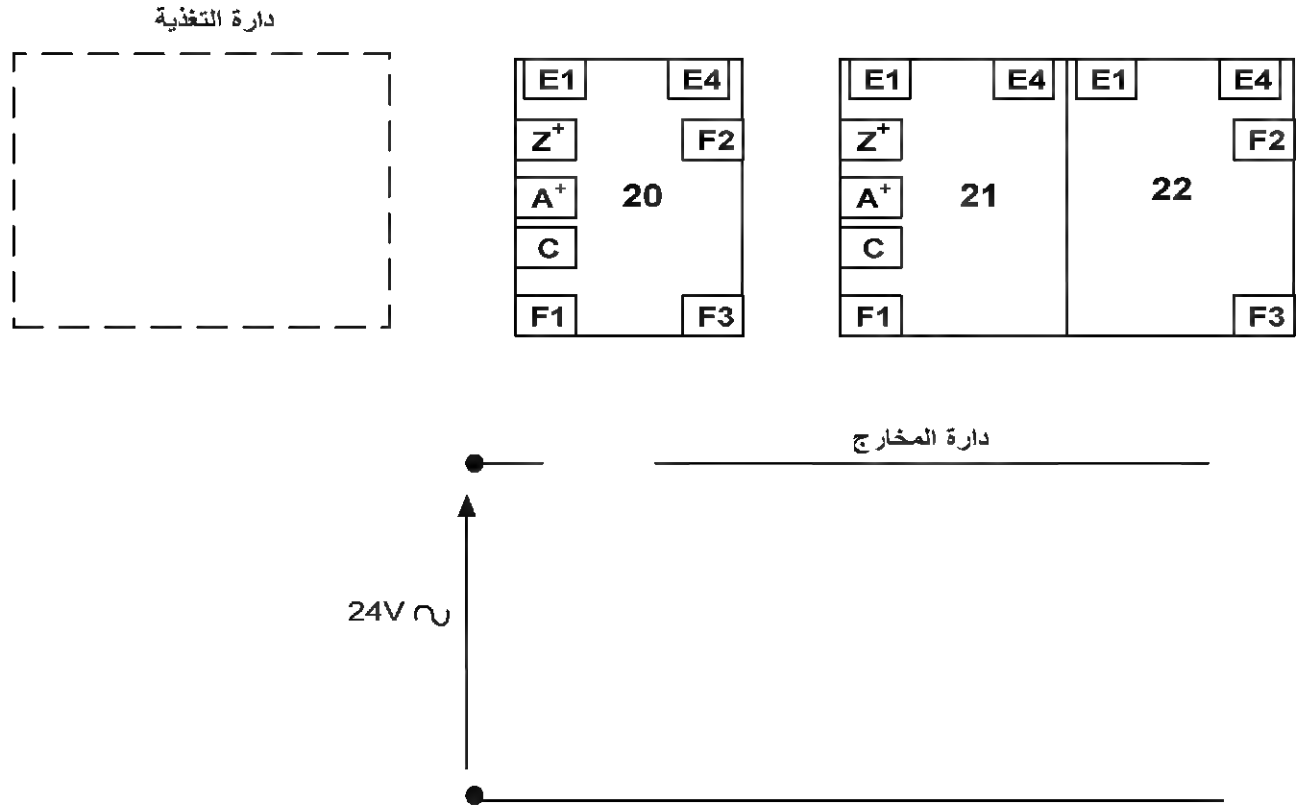 دارة التغذية
E1 E4 E1 E4 E1 E4
Z+ F2 Z+ F2
A+ 20 A+ 21 22
C C
F1 F3 F1 F3
دارة المخارج
24V ~